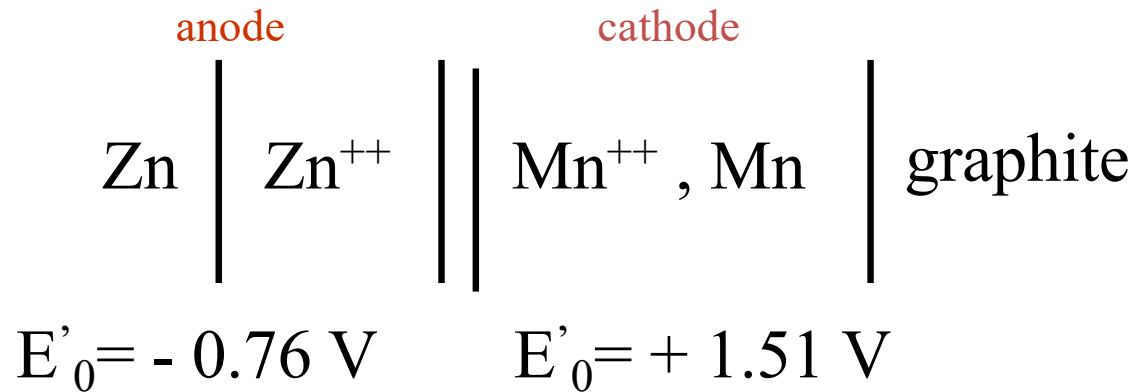 anode cathode
Zn | Zn⁺⁺ || Mn⁺⁺ , Mn | graphite
E’₀= - 0.76 V E’₀= + 1.51 V